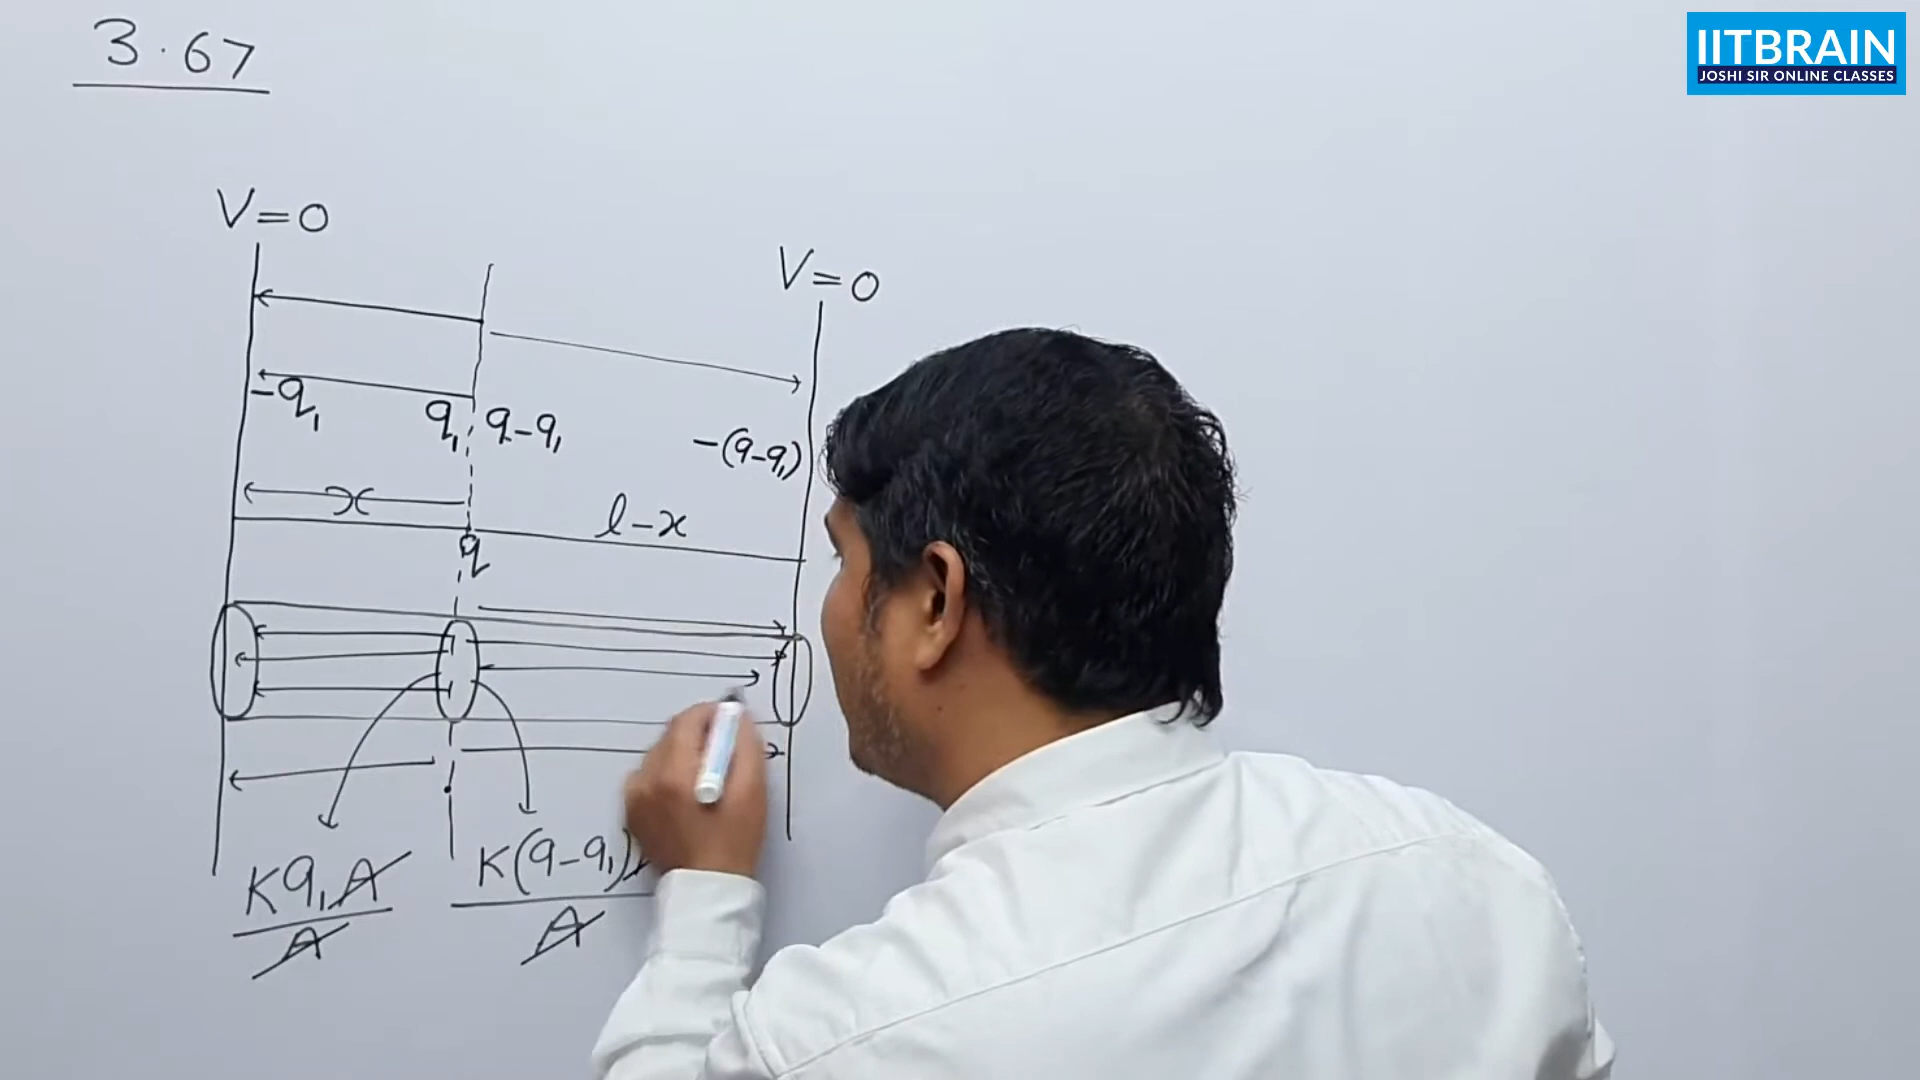 3.67
IITBRAIN
JOSHI SIR ONLINE CLASSES
V=0
V=0
-q₁
q₁
q-q₁
-(q-q₁)
x
l-x
q
Kq₁A
A
K(q-q₁)
A